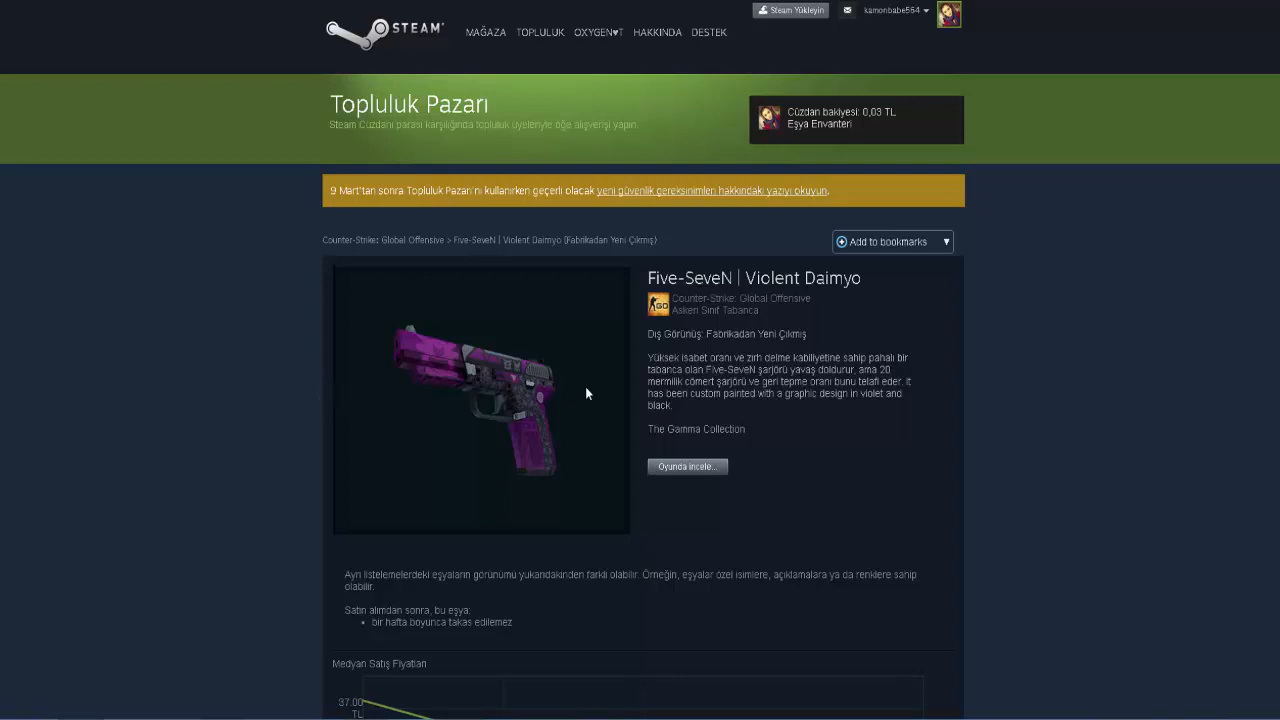 Steam Yükleyin
kamonbabe564
STEAM
MAĞAZA TOPLULUK OXYGEN♥T HAKKINDA DESTEK
Topluluk Pazarı
Steam Cüzdanı parası karşılığında topluluk üyeleriyle öğe alışverişi yapın.
Cüzdan bakiyesi: 0,03 TL
Eşya Envanteri
9 Mart'tan sonra Topluluk Pazarı'nı kullanırken geçerli olacak yeni güvenlik gereksinimleri hakkındaki yazıyı okuyun.
Counter-Strike: Global Offensive > Five-SeveN | Violent Daimyo (Fabrikadan Yeni Çıkmış)
Add to bookmarks
Five-SeveN | Violent Daimyo
GO
Counter-Strike: Global Offensive
Askeri Sınıf Tabanca
Dış Görünüş: Fabrikadan Yeni Çıkmış
Yüksek isabet oranı ve zırh delme kabiliyetine sahip pahalı bir
tabanca olan Five-SeveN şarjörü yavaş doldurur, ama 20
mermilik cömert şarjörü ve geri tepme oranı bunu telafi eder. It
has been custom painted with a graphic design in violet and
black.
The Gamma Collection
Oyunda incele...
Ayrı listelemelerdeki eşyaların görünümü yukarıdakinden farklı olabilir. Örneğin, eşyalar özel isimlere, açıklamalara ya da renklere sahip
olabilir.
Satın alımdan sonra, bu eşya:
• bir hafta boyunca takas edilemez
Medyan Satış Fiyatları
37.00
TL